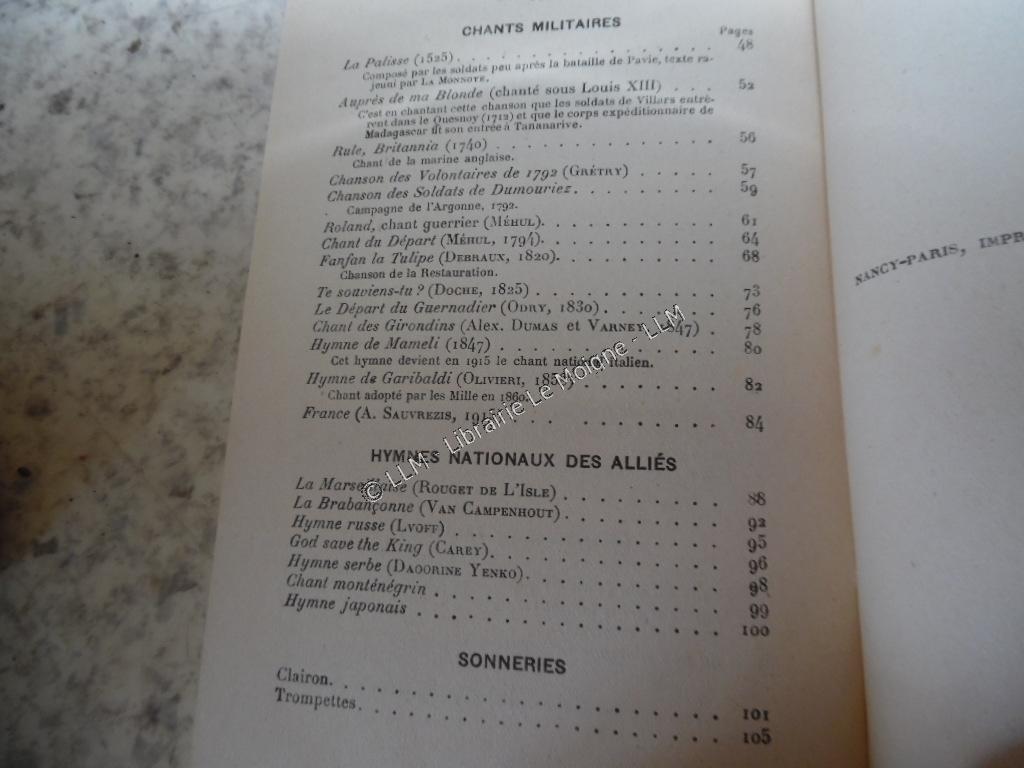 CHANTS MILITAIRES
Pages
La Palisse (1525). . . . . . . . . . . . . 48
Composé par les soldats peu après la bataille de Pavie, texte ra-
jeuni par LA MONNOYE.
Auprès de ma Blonde (chanté sous Louis XIII) . . . 52
C'est en chantant cette chanson que les soldats de Villars entrè-
rent dans le Quesnoy (1712) et que le corps expéditionnaire de
Madagascar fit son entrée à Tananarive.
Rule, Britannia (1740) . . . . . . . . . . . . 56
Chant de la marine anglaise.
Chanson des Volontaires de 1792 (GRÉTRY) . . . . 57
Chanson des Soldats de Dumouriez. . . . . . . . 59
Campagne de l'Argonne, 1792.
Roland, chant guerrier (MÉHUL). . . . . . . . . 61
Chant du Départ (MÉHUL, 1794). . . . . . . . . 64
Fanfan la Tulipe (DEBRAUX, 1820). . . . . . . . 68
Chanson de la Restauration.
Te souviens-tu ? (DOCHE, 1825) . . . . . . . . . 73
Le Départ du Guernadier (ODRY, 1830) . . . . . . 76
Chant des Girondins (Alex. DUMAS et VARNEY, 1847) . 78
Hymne de Mameli (1847) . . . . . . . . . . . 80
Cet hymne devient en 1915 le chant national italien.
Hymne de Garibaldi (OLIVIERI, . . . . . . . 82
Chant adopté par les Mille en 1860.
France (A. SAUVREZIS, . . . . . . . . . 84
HYMNES NATIONAUX DES ALLIÉS
La Marseillaise (ROUGET DE L'ISLE) . . . . . . . . 88
La Brabançonne (VAN CAMPENHOUT). . . . . . . . 92
Hymne russe (LVOFF) . . . . . . . . . . . . 95
God save the King (CAREY). . . . . . . . . . . 96
Hymne serbe (DAOORINE YENKO). . . . . . . . . 98
Chant monténégrin . . . . . . . . . . . . . 99
Hymne japonais . . . . . . . . . . . . . . 100
SONNERIES
Clairon. . . . . . . . . . . . . . . . . 101
Trompettes. . . . . . . . . . . . . . . . 105
NANCY-PARIS, IMPR
© LLM - Librairie Le Moigne - LLM